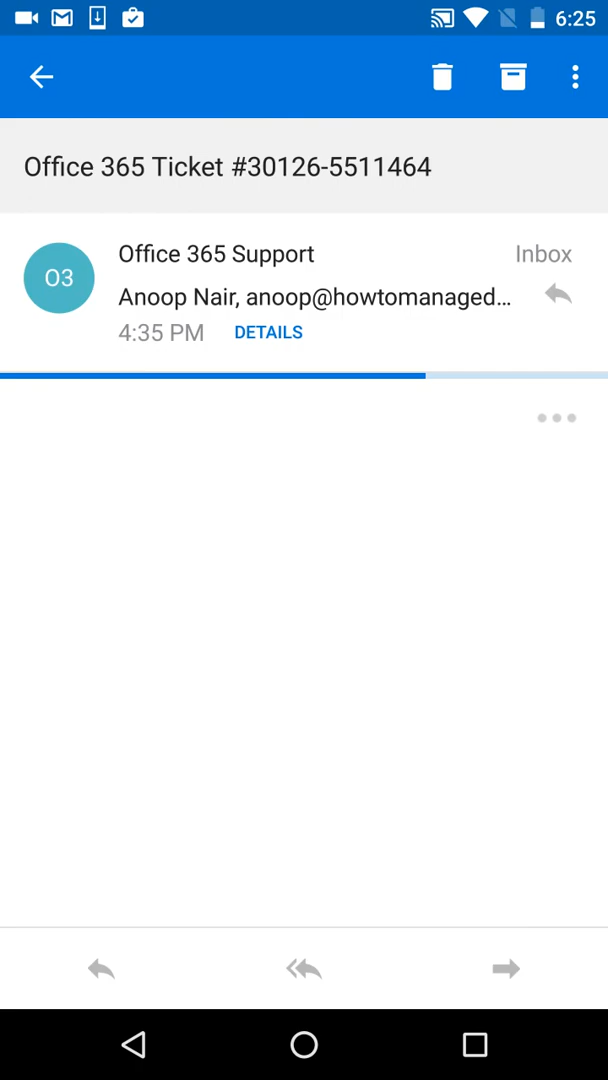 6:25
Office 365 Ticket #30126-5511464
O3
Office 365 Support
Inbox
Anoop Nair, anoop@howtomanaged...
4:35 PM
DETAILS